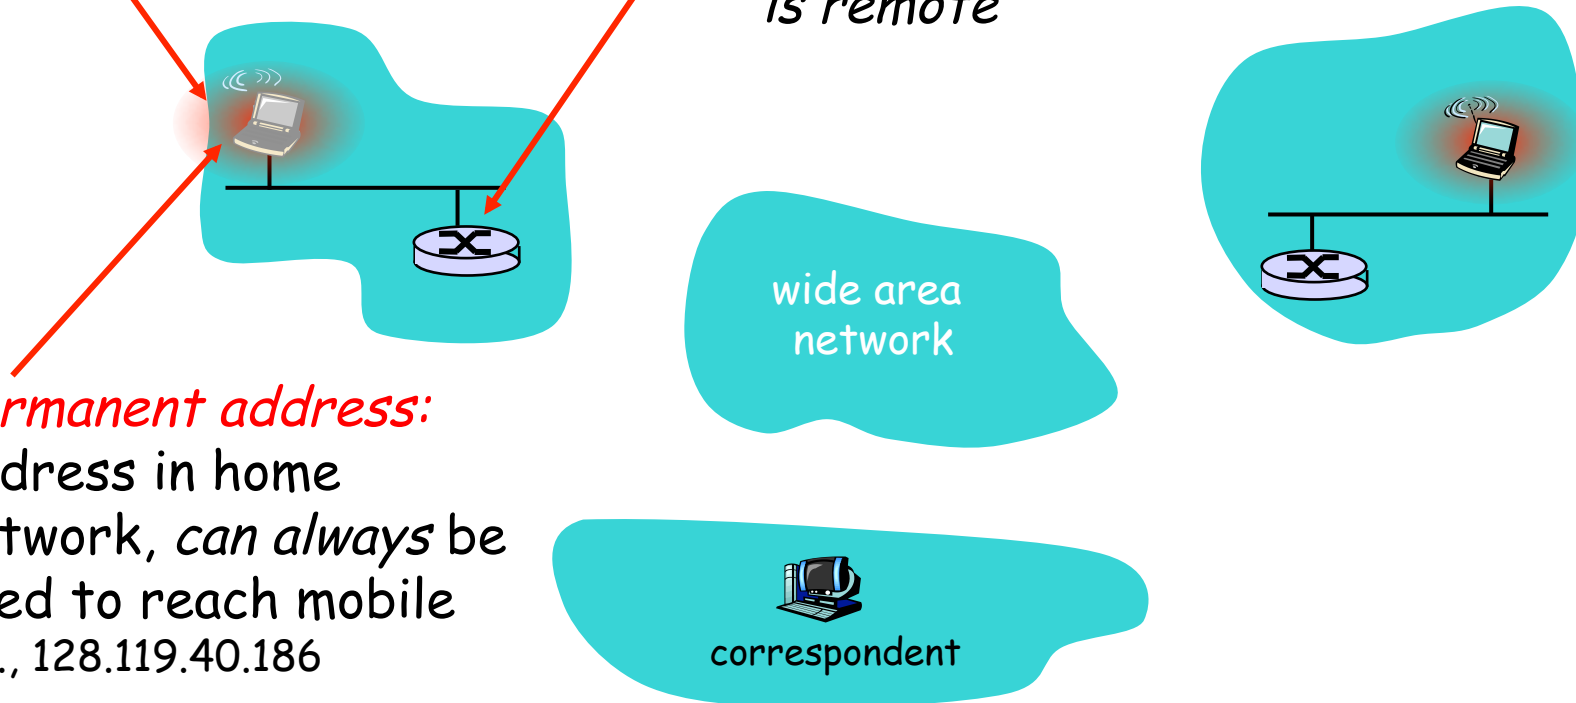 is remote
wide area
network
rmanent address:
dress in home
twork, can always be
ed to reach mobile
., 128.119.40.186
correspondent